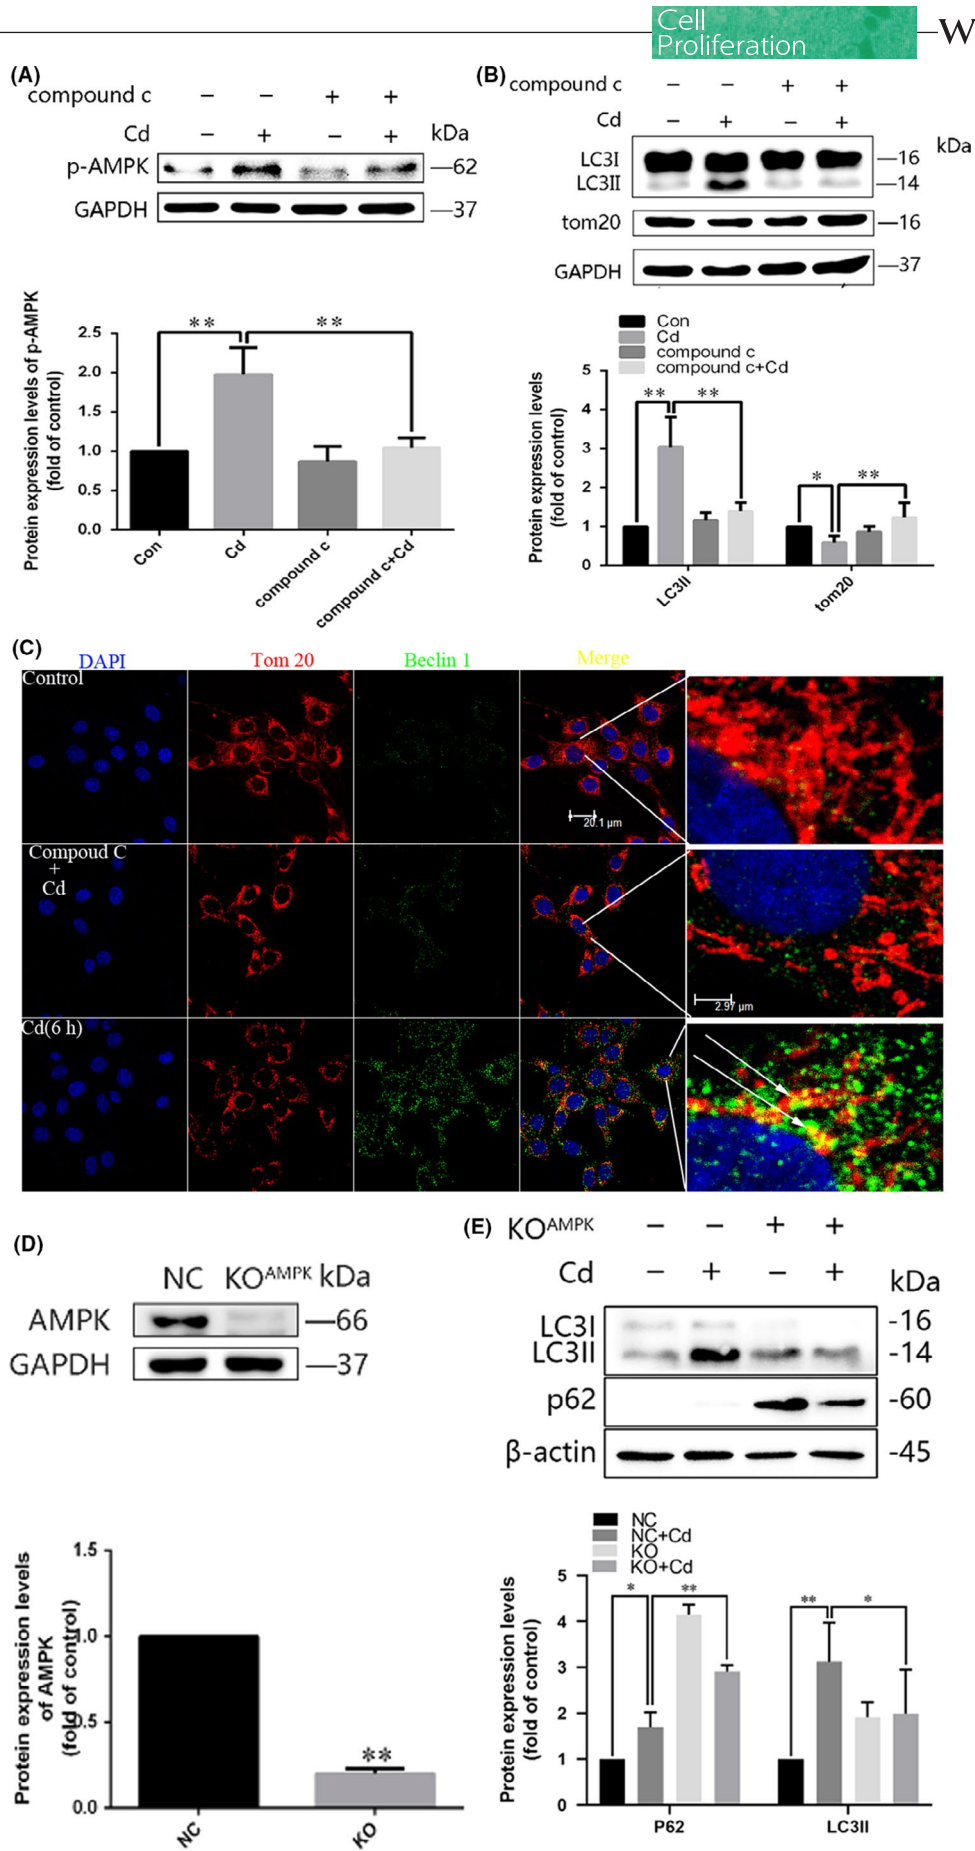 Cell
Proliferation
W
(A)
compound c − − + +
Cd − + − + kDa
p-AMPK —62
GAPDH —37
Protein expression levels of p-AMPK
(fold of control)
2.5
2.0
1.5
1.0
0.5
0.0
** **
Con Cd compound c compound c+Cd
(B)
compound c − − + +
Cd − + − + kDa
LC3I —16
LC3II —14
tom20 —16
GAPDH —37
Con
Cd
compound c
compound c+Cd
Protein expression levels
(fold of control)
5
4
3
2
1
0
** **
* **
LC3II tom20
(C)
DAPI Tom 20 Beclin 1 Merge
Control
20.1 µm
Compoud C
+
Cd
2.97 µm
Cd(6 h)
(D)
NC KOAMPK kDa
AMPK —66
GAPDH —37
Protein expression levels
of AMPK
(fold of control)
1.5
1.0
0.5
0.0
**
NC KO
(E)
KOAMPK − − + +
Cd − + − + kDa
LC3I -16
LC3II -14
p62 -60
β-actin -45
NC
NC+Cd
KO
KO+Cd
Protein expression levels
(fold of control)
5
4
3
2
1
0
* ** ** *
P62 LC3II